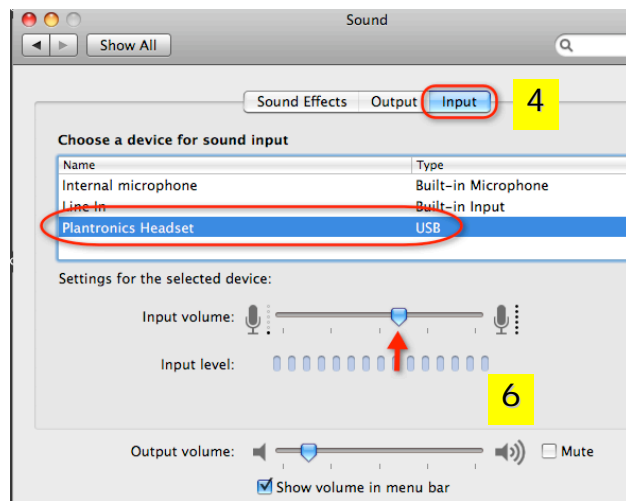 Sound
Show All
Sound Effects Output Input 4
Choose a device for sound input
Name Type
Internal microphone Built-in Microphone
Line In Built-in Input
Plantronics Headset USB
Settings for the selected device:
Input volume:
Input level:
6
Output volume: Mute
Show volume in menu bar